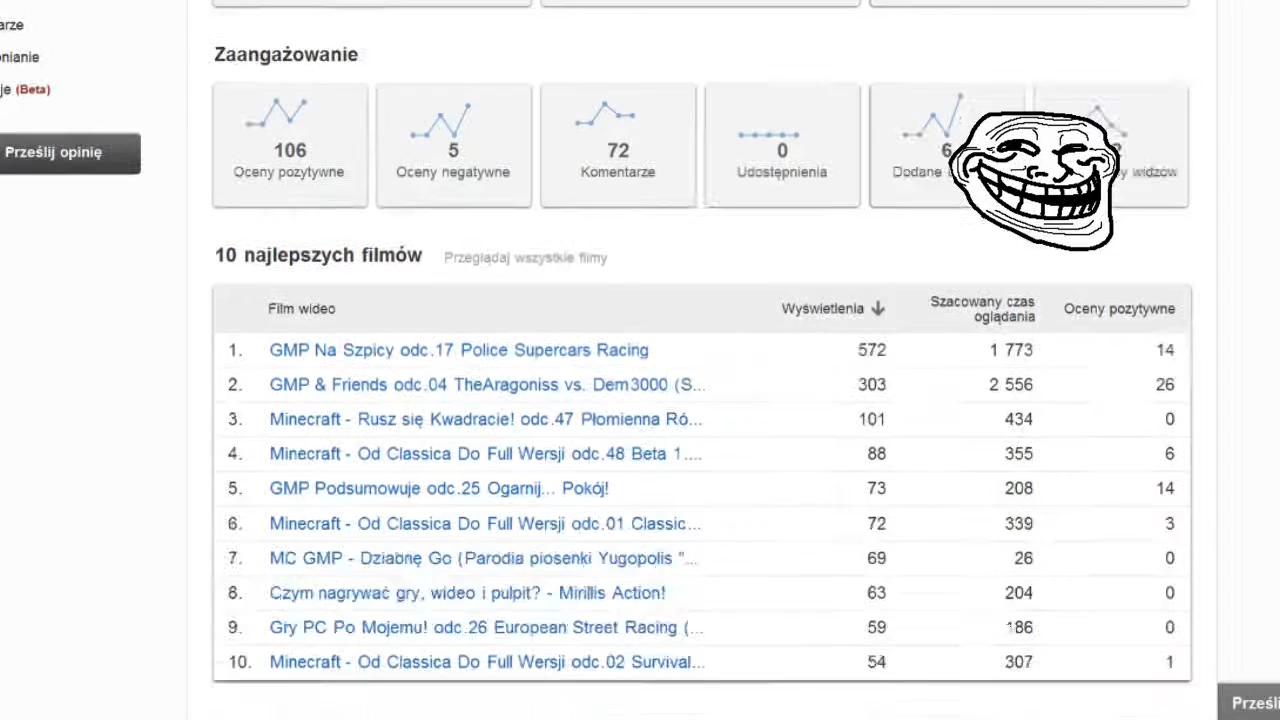 arze
nianie
je (Beta)
Prześlij opinię
Zaangażowanie
106
Oceny pozytywne
5
Oceny negatywne
72
Komentarze
0
Udostępnienia
6
Dodane
y widzów
10 najlepszych filmów Przeglądaj wszystkie filmy
Film wideo Wyświetlenia Szacowany czas oglądania Oceny pozytywne
1. GMP Na Szpicy odc.17 Police Supercars Racing 572 1 773 14
2. GMP & Friends odc.04 TheAragoniss vs. Dem3000 (S... 303 2 556 26
3. Minecraft - Rusz się Kwadracie! odc.47 Płomienna Ró... 101 434 0
4. Minecraft - Od Classica Do Full Wersji odc.48 Beta 1.... 88 355 6
5. GMP Podsumowuje odc.25 Ogarnij... Pokój! 73 208 14
6. Minecraft - Od Classica Do Full Wersji odc.01 Classic... 72 339 3
7. MC GMP - Dziabnę Go (Parodia piosenki Yugopolis "... 69 26 0
8. Czym nagrywać gry, wideo i pulpit? - Mirillis Action! 63 204 0
9. Gry PC Po Mojemu! odc.26 European Street Racing (... 59 186 0
10. Minecraft - Od Classica Do Full Wersji odc.02 Survival... 54 307 1
Prześli